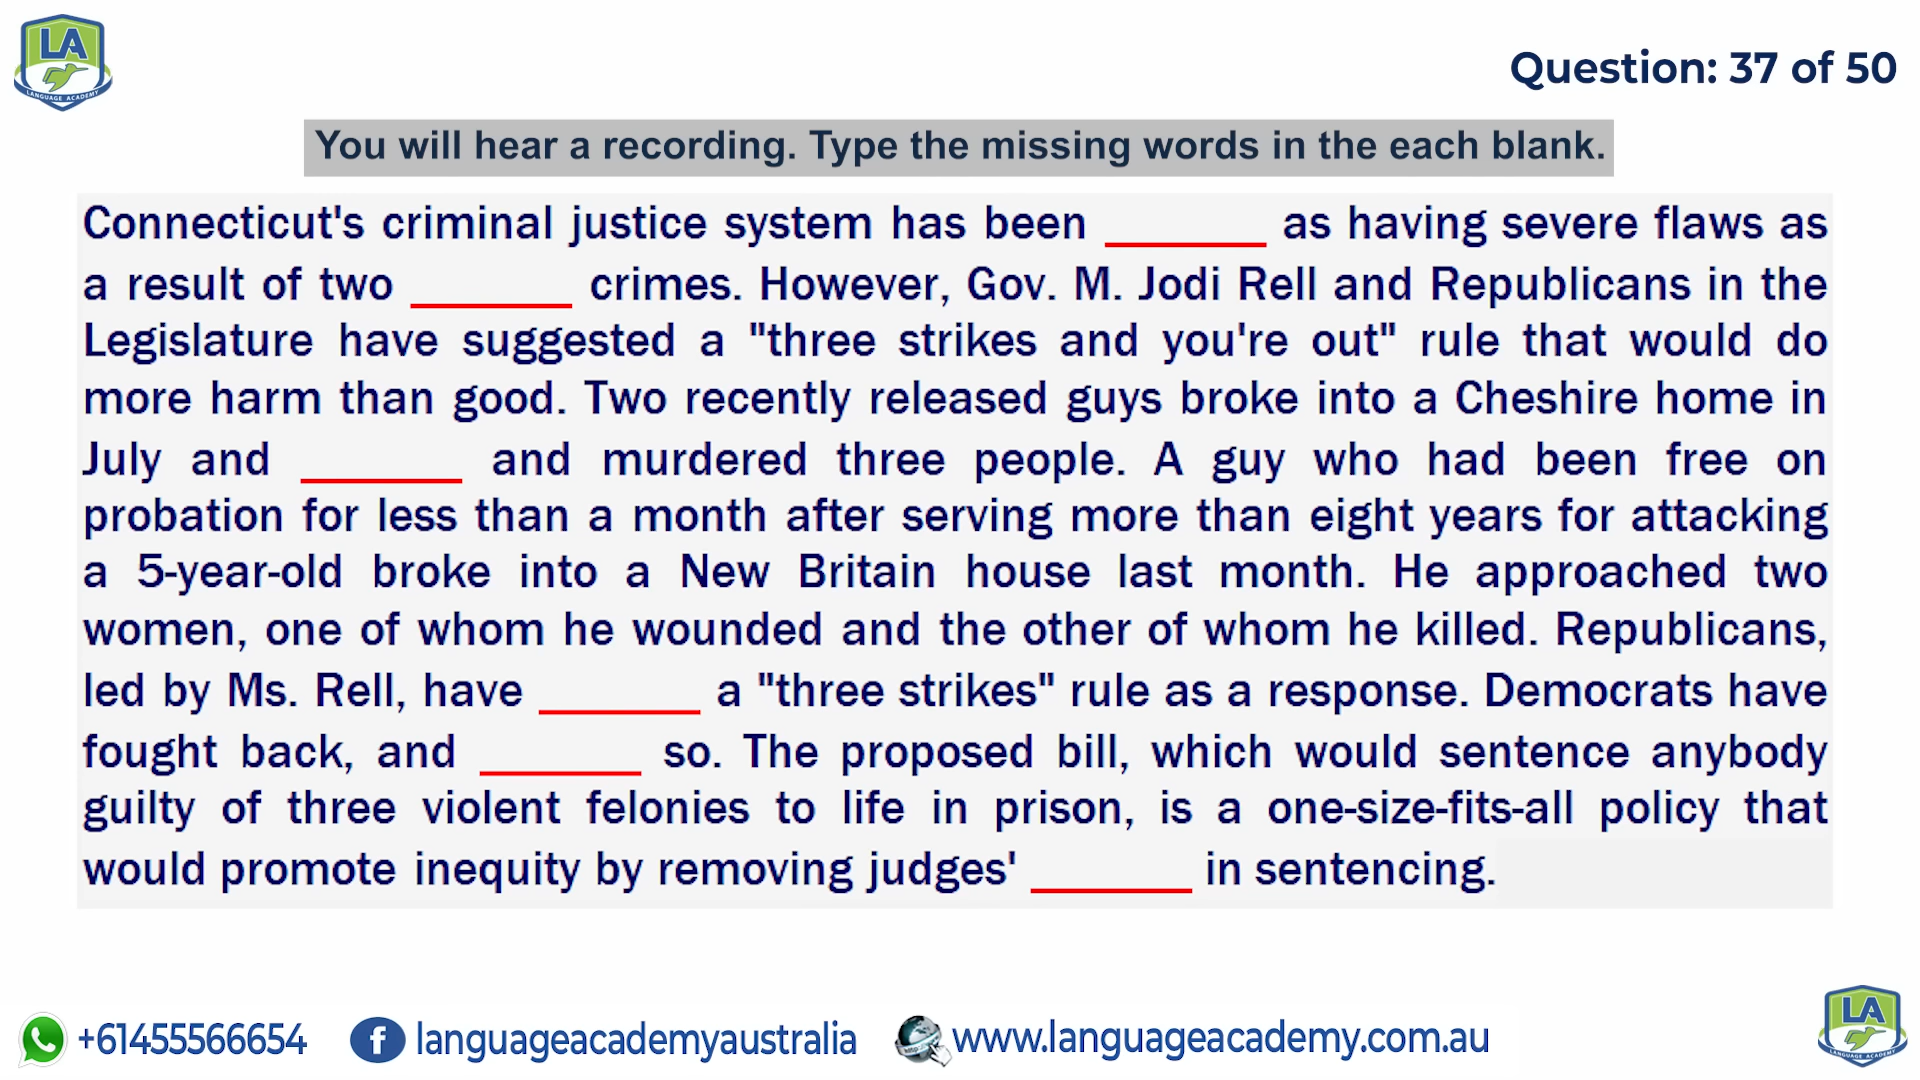 LA
LANGUAGE ACADEMY
Question: 37 of 50
You will hear a recording. Type the missing words in the each blank.
Connecticut's criminal justice system has been _______ as having severe flaws as
a result of two _______ crimes. However, Gov. M. Jodi Rell and Republicans in the
Legislature have suggested a "three strikes and you're out" rule that would do
more harm than good. Two recently released guys broke into a Cheshire home in
July and _______ and murdered three people. A guy who had been free on
probation for less than a month after serving more than eight years for attacking
a 5-year-old broke into a New Britain house last month. He approached two
women, one of whom he wounded and the other of whom he killed. Republicans,
led by Ms. Rell, have _______ a "three strikes" rule as a response. Democrats have
fought back, and _______ so. The proposed bill, which would sentence anybody
guilty of three violent felonies to life in prison, is a one-size-fits-all policy that
would promote inequity by removing judges' _______ in sentencing.
+61455566654
f languageacademyaustralia
http://
www.languageacademy.com.au
LA
LANGUAGE ACADEMY